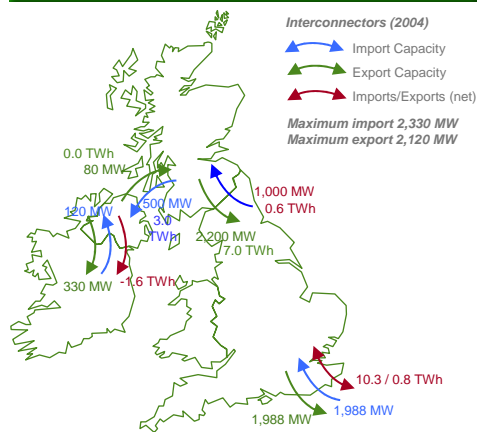 Interconnectors (2004)
Import Capacity
Export Capacity
Imports/Exports (net)
Maximum import 2,330 MW
Maximum export 2,120 MW
0.0 TWh
80 MW
500 MW
3.0
TWh
1,000 MW
0.6 TWh
2,200 MW
7.0 TWh
120 MW
330 MW
-1.6 TWh
10.3 / 0.8 TWh
1,988 MW
1,988 MW